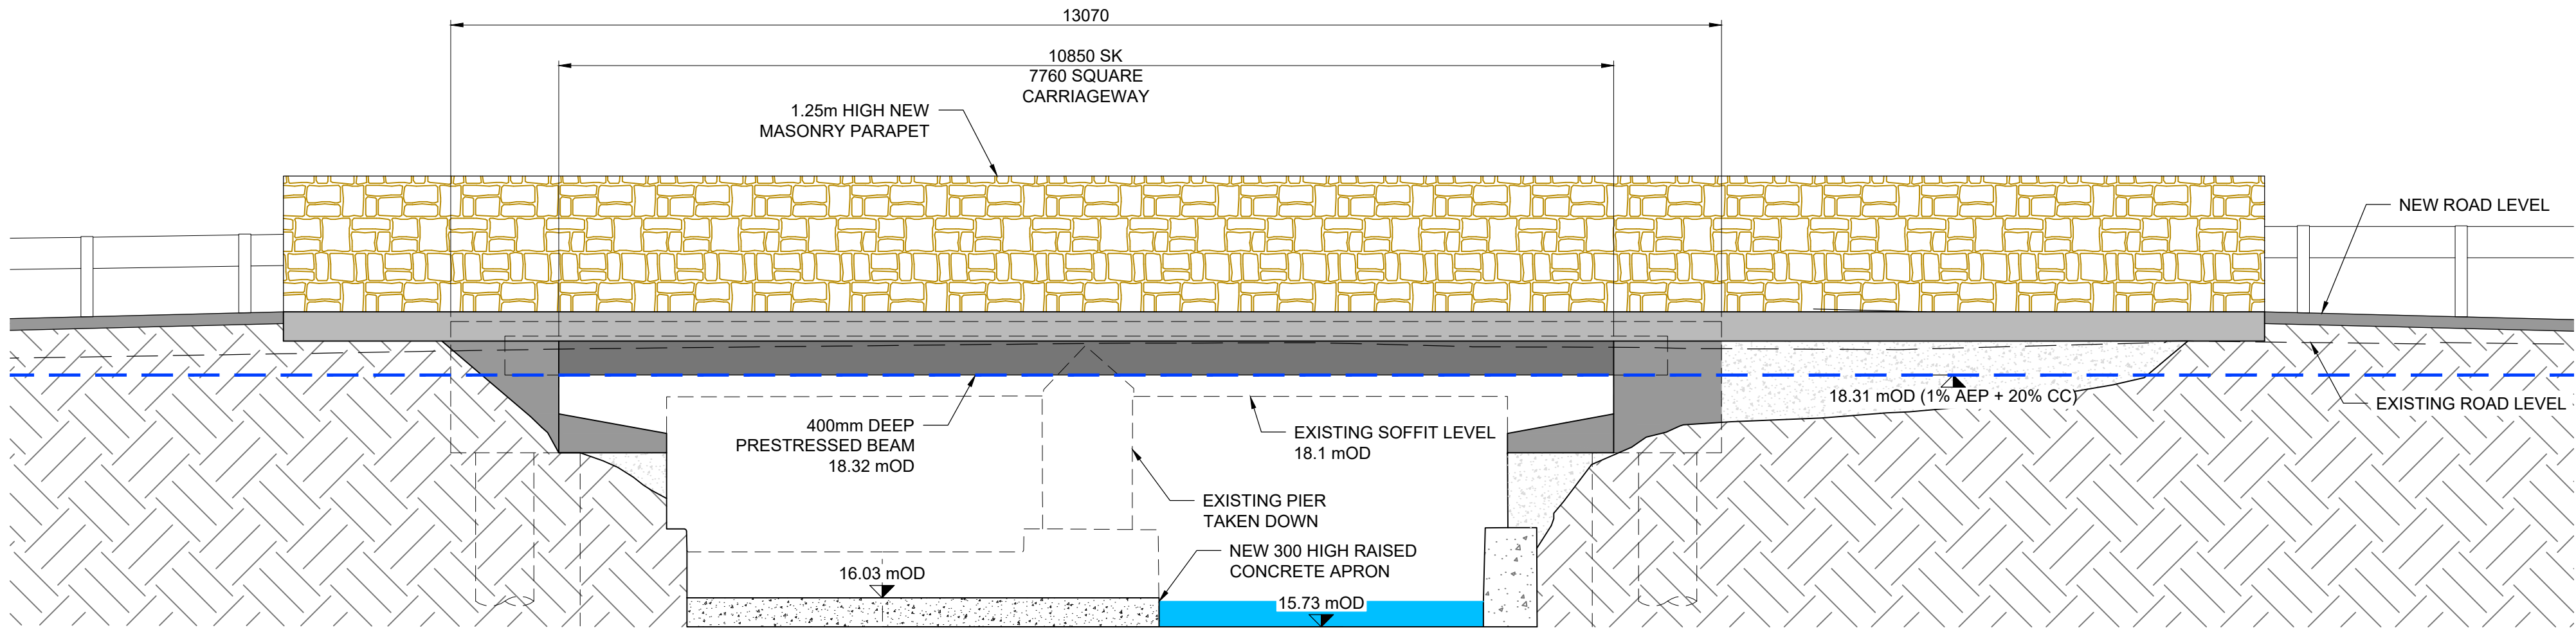 13070
10850 SK
7760 SQUARE
CARRIAGEWAY
1.25m HIGH NEW
MASONRY PARAPET
NEW ROAD LEVEL
18.31 mOD (1% AEP + 20% CC)
EXISTING ROAD LEVEL
400mm DEEP
PRESTRESSED BEAM
18.32 mOD
EXISTING SOFFIT LEVEL
18.1 mOD
EXISTING PIER
TAKEN DOWN
NEW 300 HIGH RAISED
CONCRETE APRON
16.03 mOD
15.73 mOD